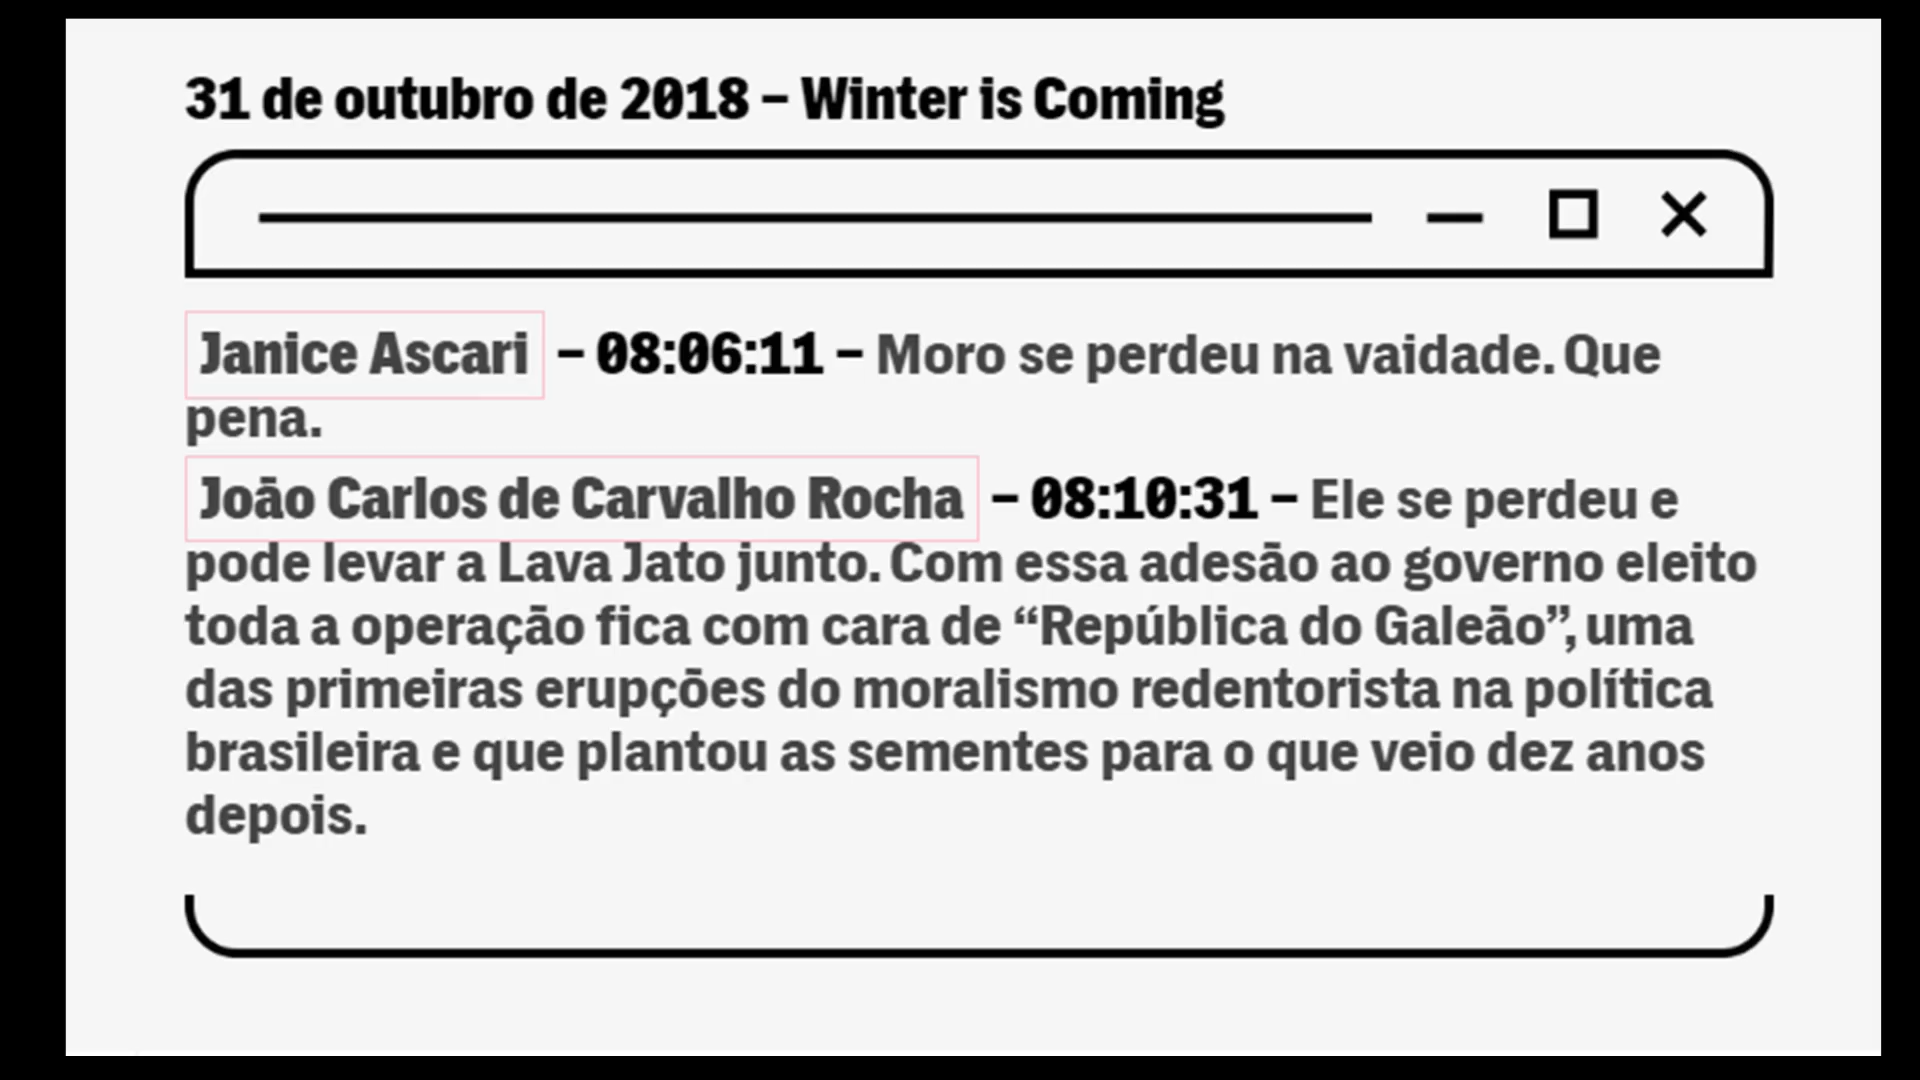 31 de outubro de 2018 – Winter is Coming
Janice Ascari – 08:06:11 – Moro se perdeu na vaidade. Que
pena.
João Carlos de Carvalho Rocha – 08:10:31 – Ele se perdeu e
pode levar a Lava Jato junto. Com essa adesão ao governo eleito
toda a operação fica com cara de “República do Galeão”, uma
das primeiras erupções do moralismo redentorista na política
brasileira e que plantou as sementes para o que veio dez anos
depois.